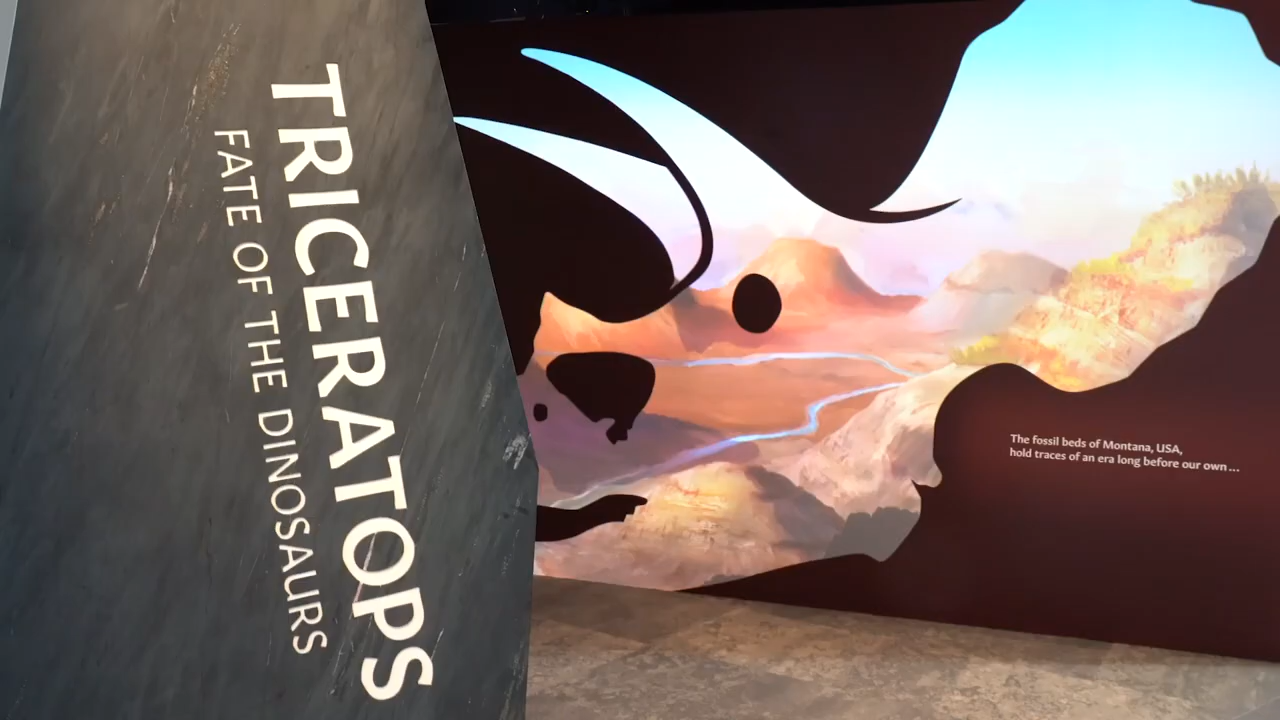 TRICERATOPS
FATE OF THE DINOSAURS
The fossil beds of Montana, USA,
hold traces of an era long before our own...